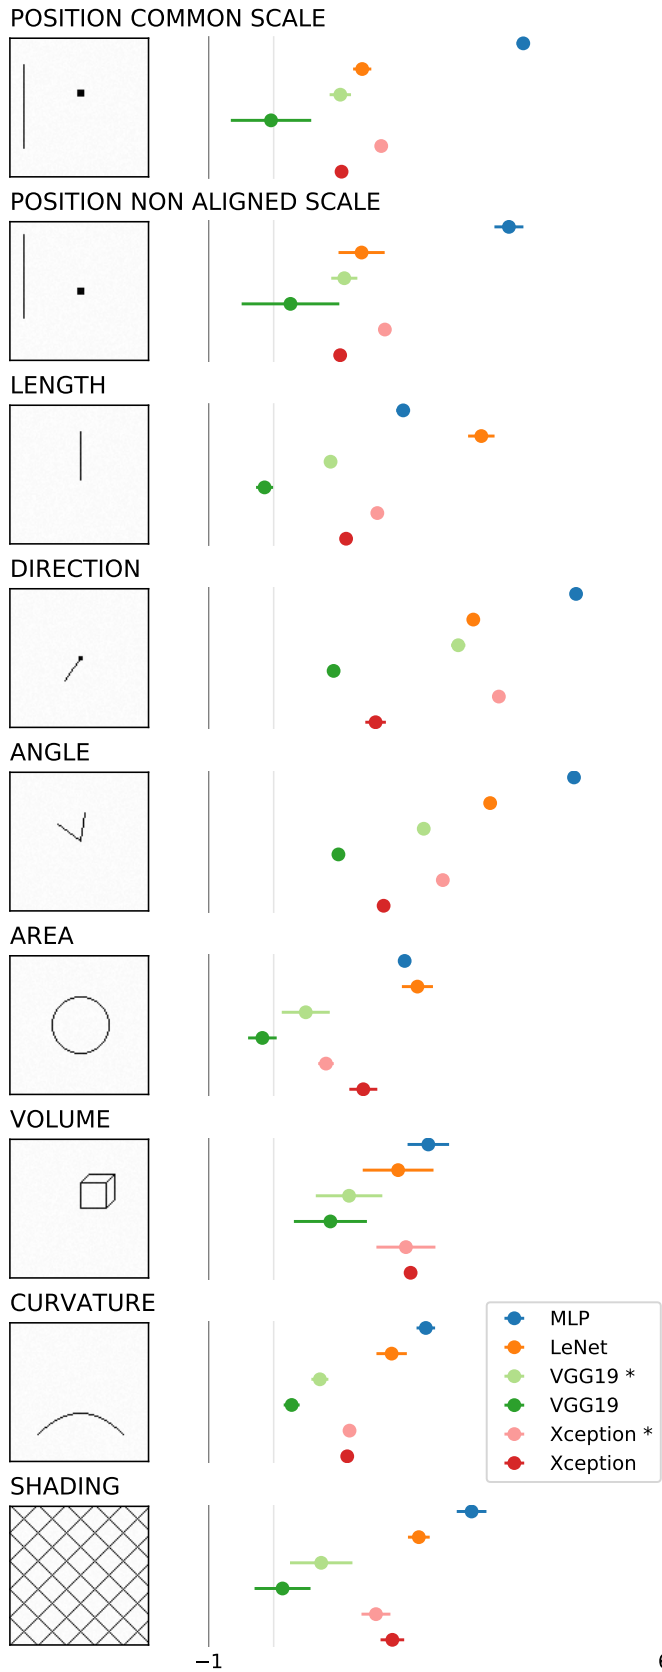 POSITION COMMON SCALE
POSITION NON ALIGNED SCALE
LENGTH
DIRECTION
ANGLE
AREA
VOLUME
CURVATURE
MLP
LeNet
VGG19 *
VGG19
Xception *
Xception
SHADING
−1